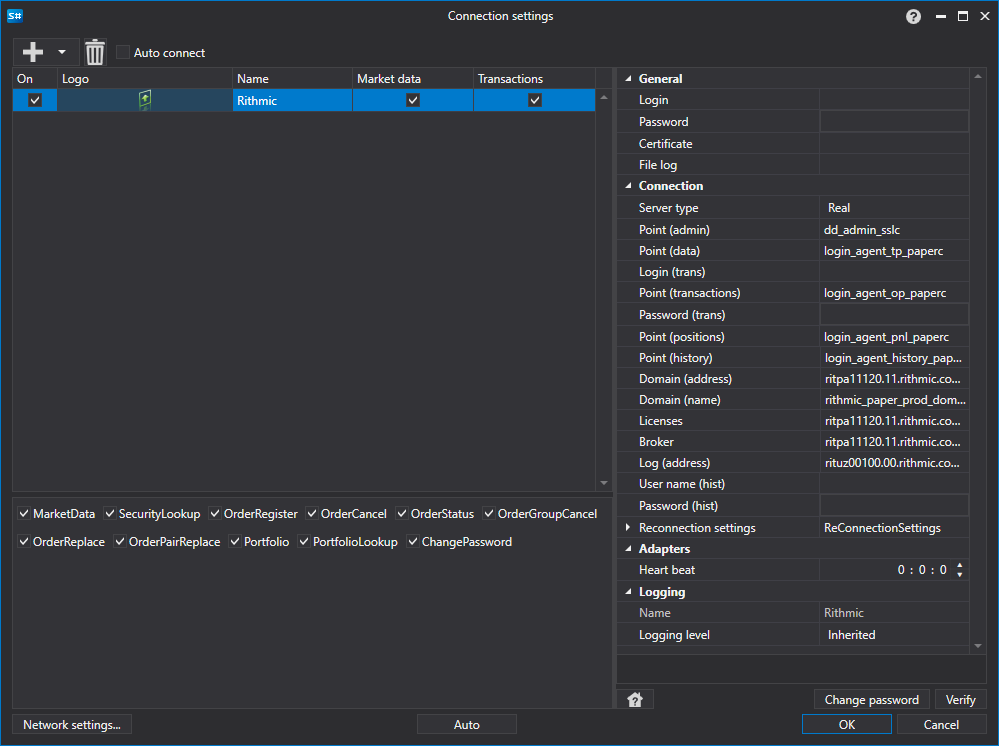 S#
Connection settings
?
Auto connect
On Logo Name Market data Transactions
Rithmic
MarketData SecurityLookup OrderRegister OrderCancel OrderStatus OrderGroupCancel
OrderReplace OrderPairReplace Portfolio PortfolioLookup ChangePassword
General
Login
Password
Certificate
File log
Connection
Server type Real
Point (admin) dd_admin_sslc
Point (data) login_agent_tp_paperc
Login (trans)
Point (transactions) login_agent_op_paperc
Password (trans)
Point (positions) login_agent_pnl_paperc
Point (history) login_agent_history_pap...
Domain (address) ritpa11120.11.rithmic.co...
Domain (name) rithmic_paper_prod_dom...
Licenses ritpa11120.11.rithmic.co...
Broker ritpa11120.11.rithmic.co...
Log (address) rituz00100.00.rithmic.co...
User name (hist)
Password (hist)
Reconnection settings ReConnectionSettings
Adapters
Heart beat 0 : 0 : 0
Logging
Name Rithmic
Logging level Inherited
? Change password Verify
Network settings... Auto OK Cancel